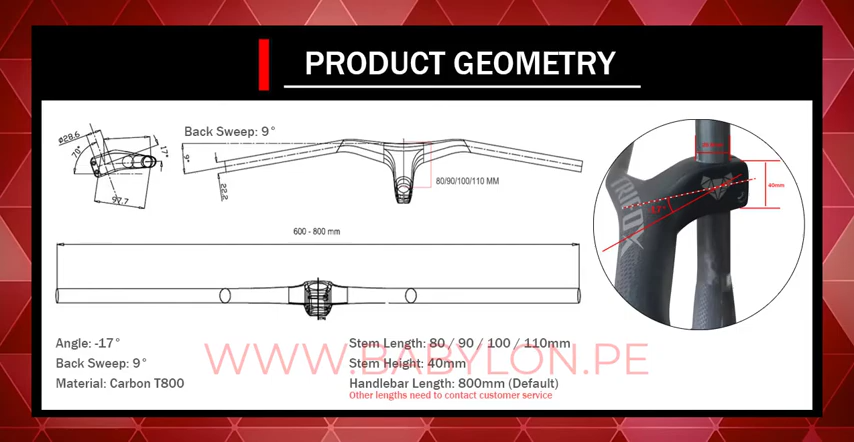 PRODUCT GEOMETRY
Back Sweep: 9°
ø28.6
70°
17°
97.7
9°
22.2
80/90/100/110 MM
600 - 800 mm
TRIFOX
40mm
Angle: -17°
Back Sweep: 9°
Material: Carbon T800
Stem Length: 80 / 90 / 100 / 110mm
Stem Height: 40mm
Handlebar Length: 800mm (Default)
Other lengths need to contact customer service
WWW.BABYLON.PE